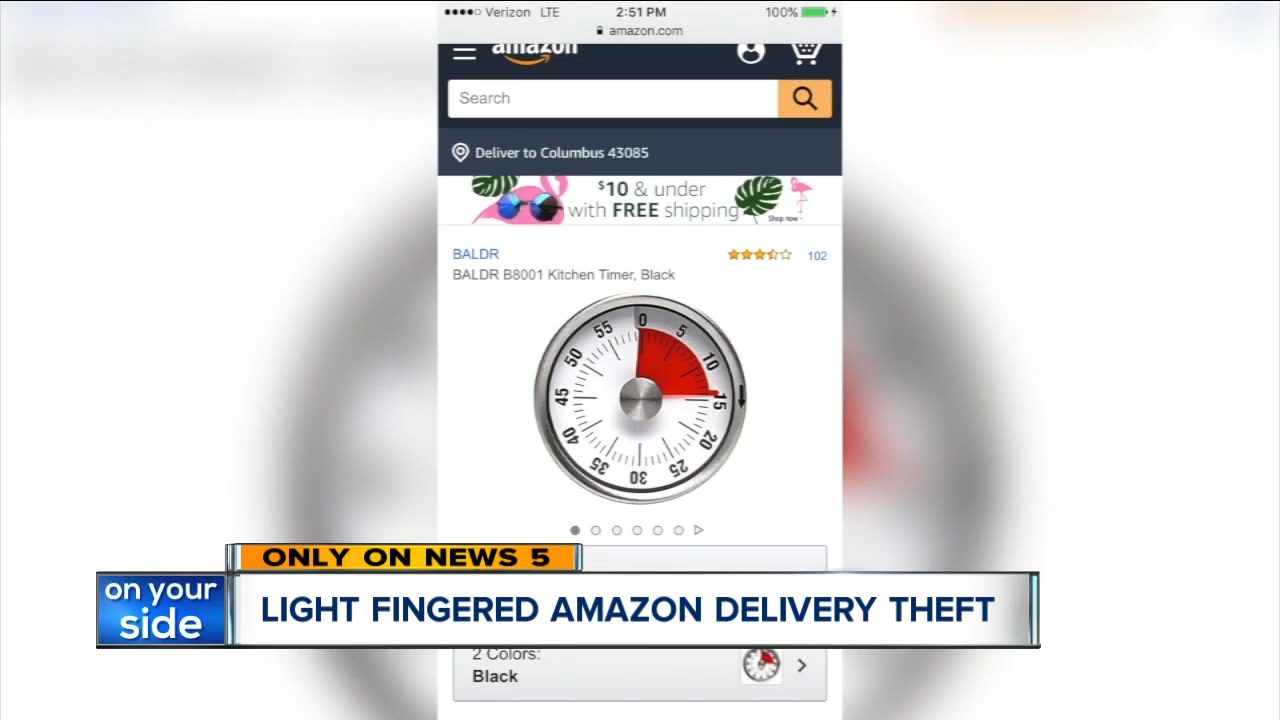 Verizon LTE 2:51 PM 100%
amazon.com
amazon
Search
Deliver to Columbus 43085
$10 & under
with FREE shipping
Shop now
BALDR 102
BALDR B8001 Kitchen Timer, Black
0
5
10
15
20
25
30
35
40
45
50
55
ONLY ON NEWS 5
on your
side
LIGHT FINGERED AMAZON DELIVERY THEFT
2 Colors:
Black